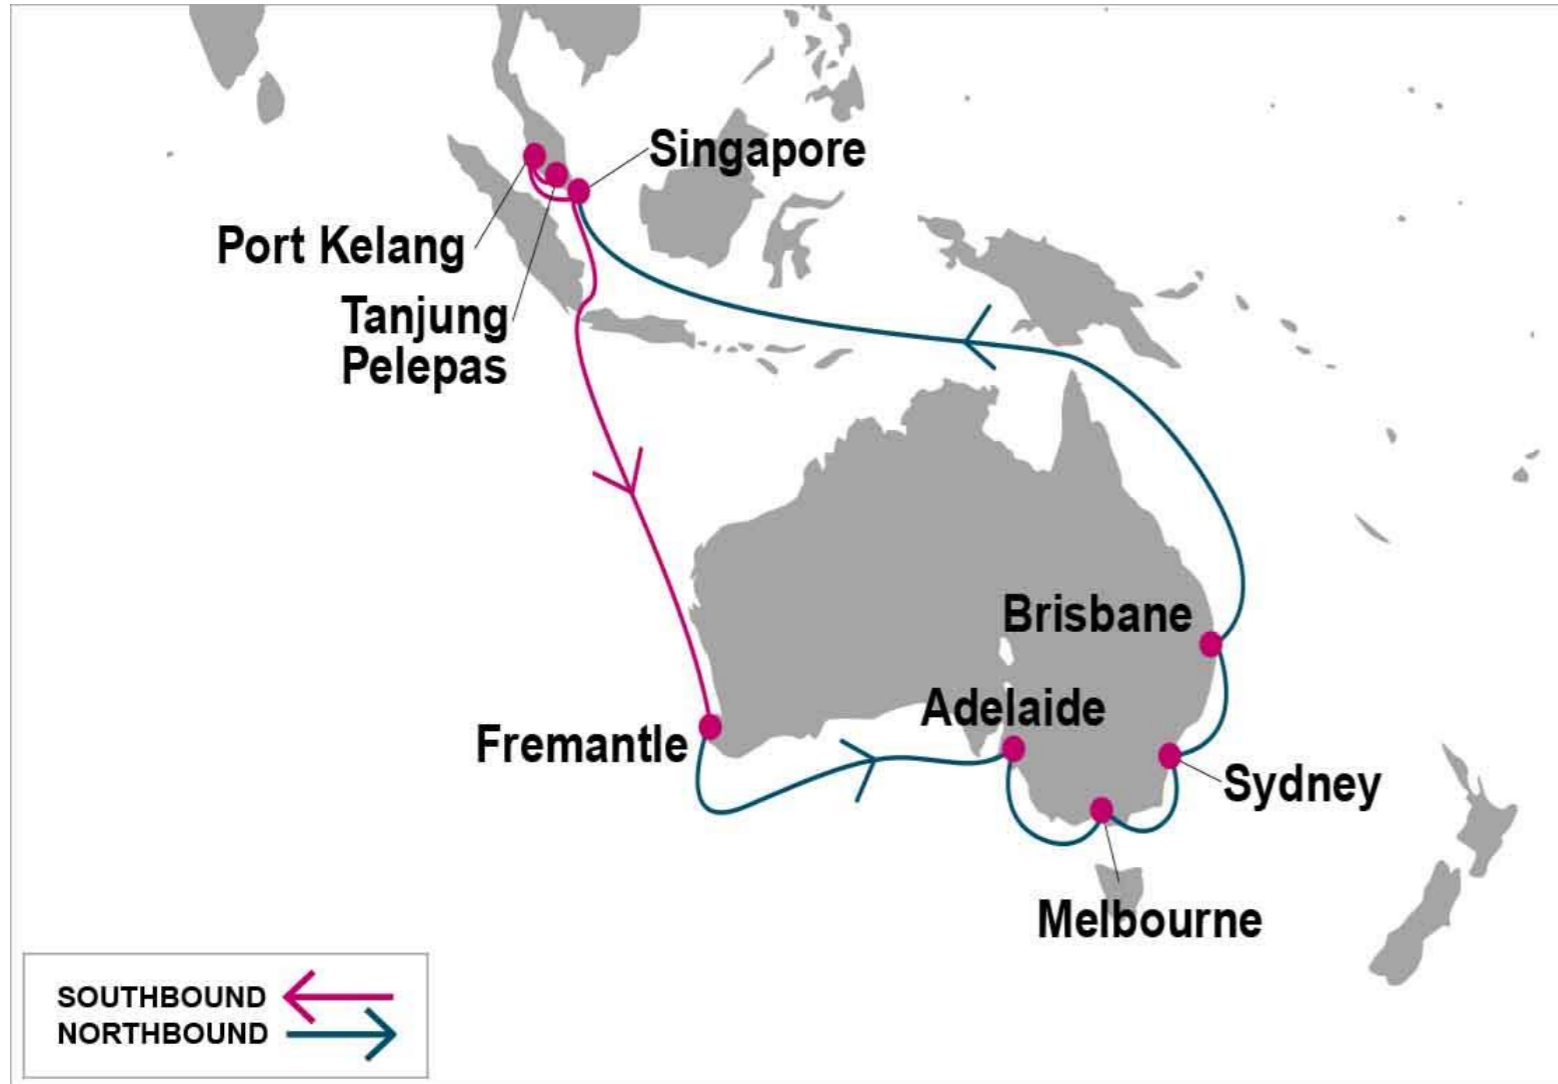 Singapore
Port Kelang
Tanjung
Pelepas
Brisbane
Adelaide
Fremantle
Sydney
Melbourne
SOUTHBOUND
NORTHBOUND